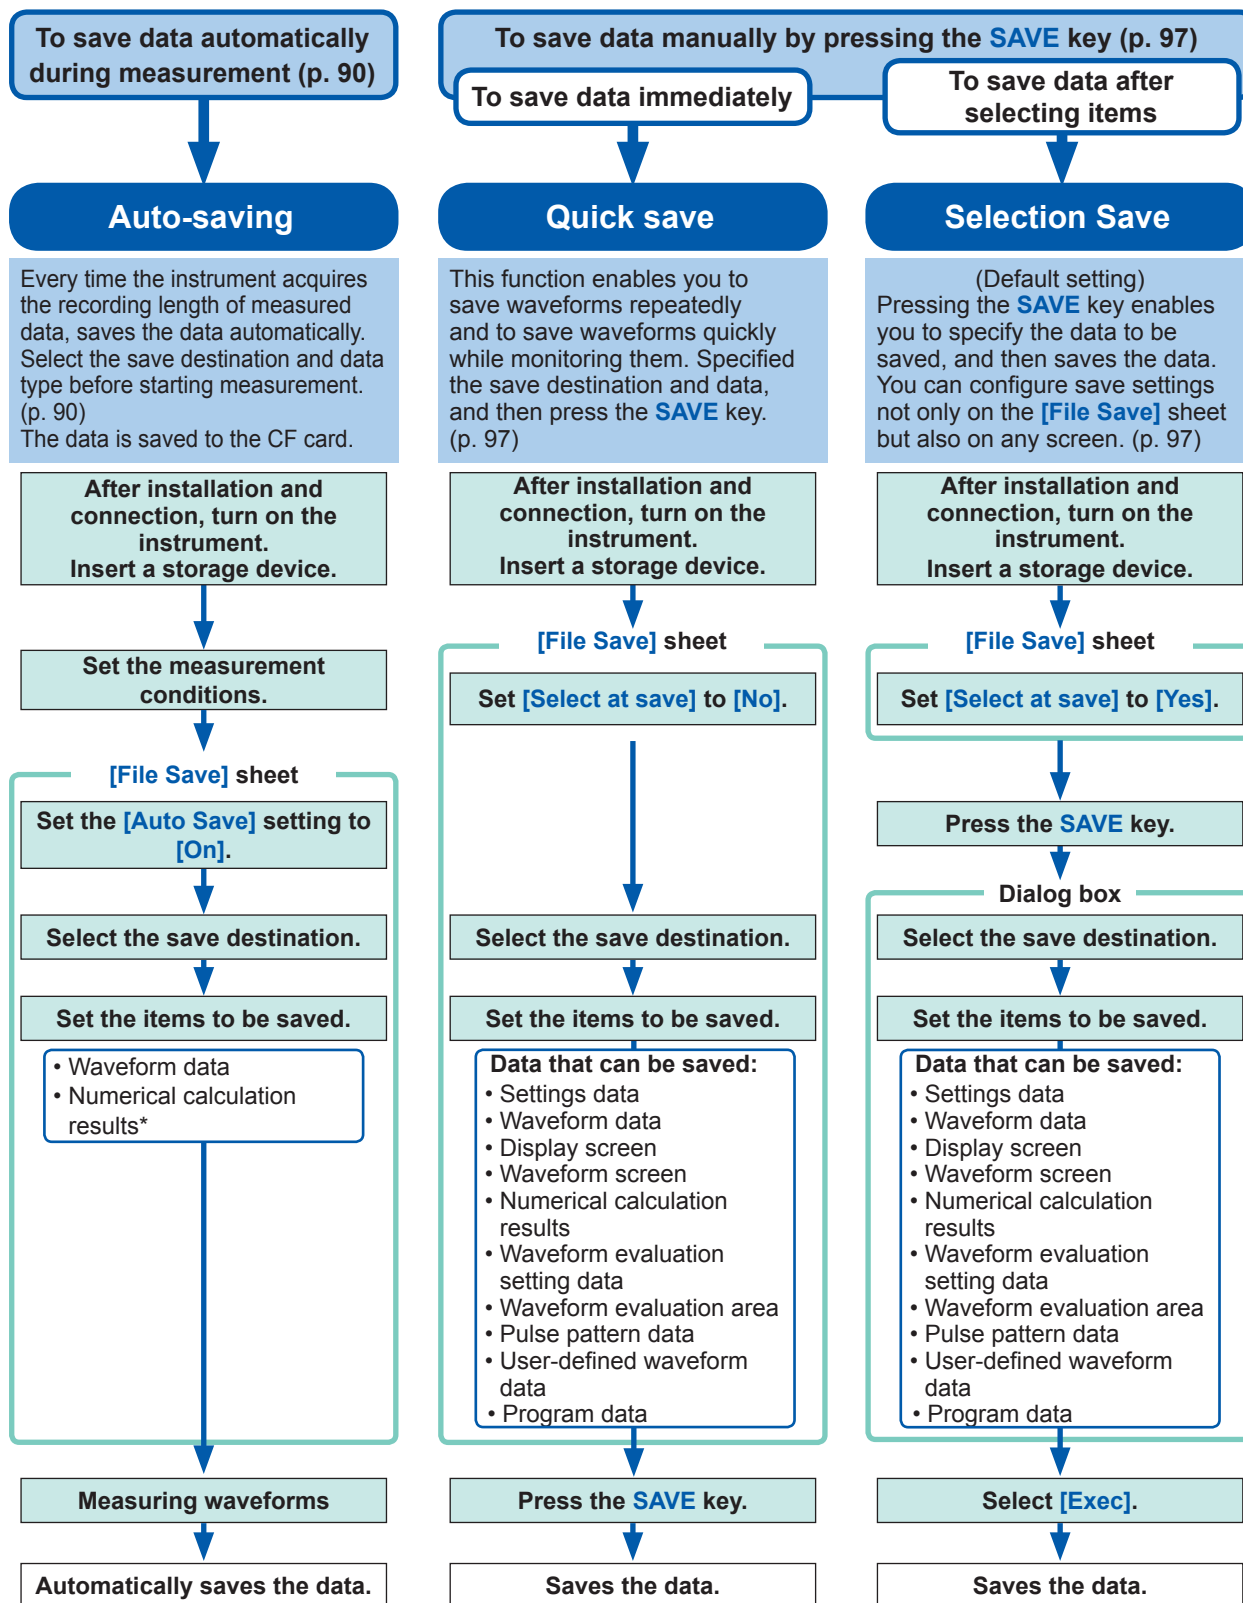 To save data automatically
during measurement (p. 90)
Auto-saving
Every time the instrument acquires
the recording length of measured
data, saves the data automatically.
Select the save destination and data
type before starting measurement.
(p. 90)
The data is saved to the CF card.
After installation and
connection, turn on the
instrument.
Insert a storage device.
Set the measurement
conditions.
[File Save] sheet
Set the [Auto Save] setting to
[On].
Select the save destination.
Set the items to be saved.
• Waveform data
• Numerical calculation
results*
Measuring waveforms
Automatically saves the data.
To save data manually by pressing the SAVE key (p. 97)
To save data immediately
Quick save
This function enables you to
save waveforms repeatedly
and to save waveforms quickly
while monitoring them. Specified
the save destination and data,
and then press the SAVE key.
(p. 97)
After installation and
connection, turn on the
instrument.
Insert a storage device.
[File Save] sheet
Set [Select at save] to [No].
Select the save destination.
Set the items to be saved.
Data that can be saved:
• Settings data
• Waveform data
• Display screen
• Waveform screen
• Numerical calculation
results
• Waveform evaluation
setting data
• Waveform evaluation area
• Pulse pattern data
• User-defined waveform
data
• Program data
Press the SAVE key.
Saves the data.
To save data after
selecting items
Selection Save
(Default setting)
Pressing the SAVE key enables
you to specify the data to be
saved, and then saves the data.
You can configure save settings
not only on the [File Save] sheet
but also on any screen. (p. 97)
After installation and
connection, turn on the
instrument.
Insert a storage device.
[File Save] sheet
Set [Select at save] to [Yes].
Press the SAVE key.
Dialog box
Select the save destination.
Set the items to be saved.
Data that can be saved:
• Settings data
• Waveform data
• Display screen
• Waveform screen
• Numerical calculation
results
• Waveform evaluation
setting data
• Waveform evaluation area
• Pulse pattern data
• User-defined waveform
data
• Program data
Select [Exec].
Saves the data.